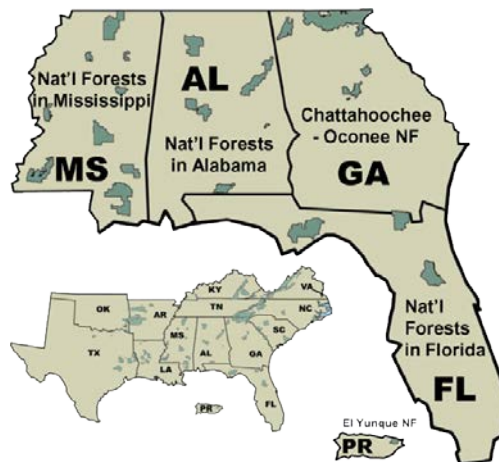 Nat'l Forests
in Mississippi
MS
AL
Nat'l Forests
in Alabama
Chattahoochee
- Oconee NF
GA
Nat'l
Forests
in Florida
FL
El Yunque NF
PR
KY
VA
OK
AR
TN
NC
TX
MS
AL
SC
GA
LA
FL
PR